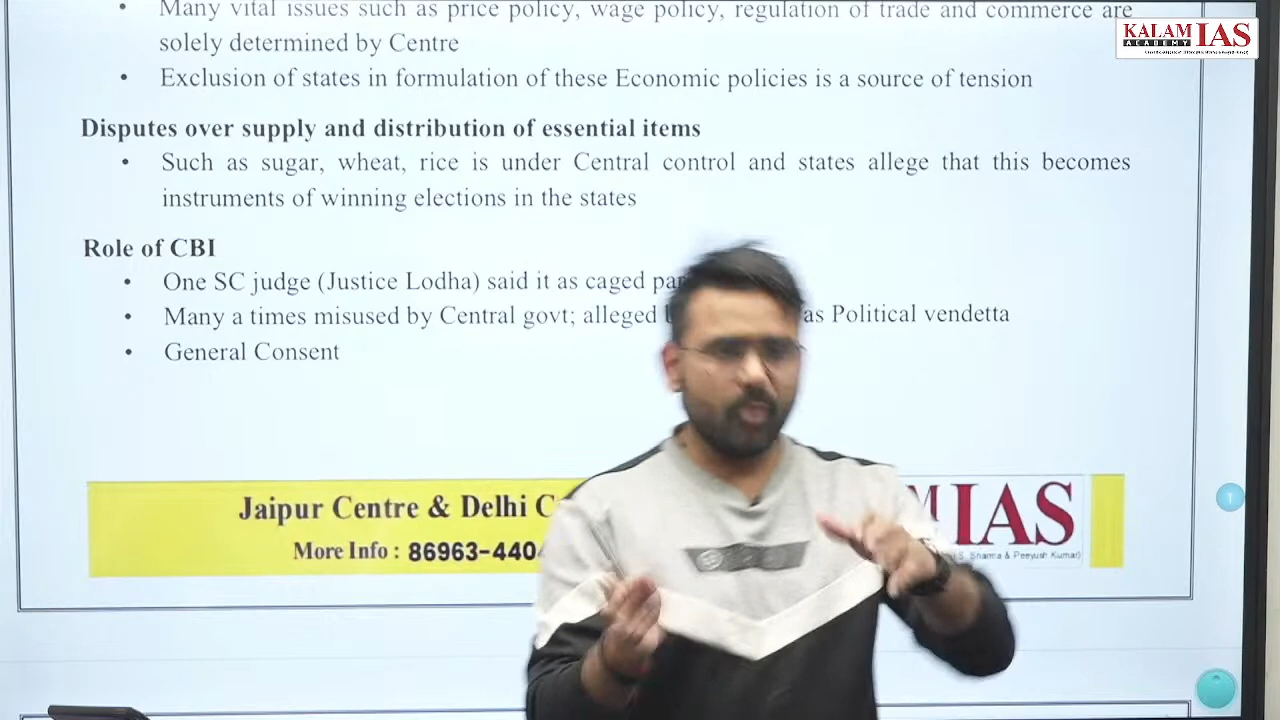 Many vital issues such as price policy, wage policy, regulation of trade and commerce are
solely determined by Centre
KALAM IAS
ACADEMY
• Exclusion of states in formulation of these Economic policies is a source of tension
Disputes over supply and distribution of essential items
• Such as sugar, wheat, rice is under Central control and states allege that this becomes
instruments of winning elections in the states
Role of CBI
• One SC judge (Justice Lodha) said it as caged
• Many a times misused by Central govt; alleged as Political vendetta
• General Consent
Jaipur Centre & Delhi
IAS
More Info : 86963-440
& Peeyush Kumar)